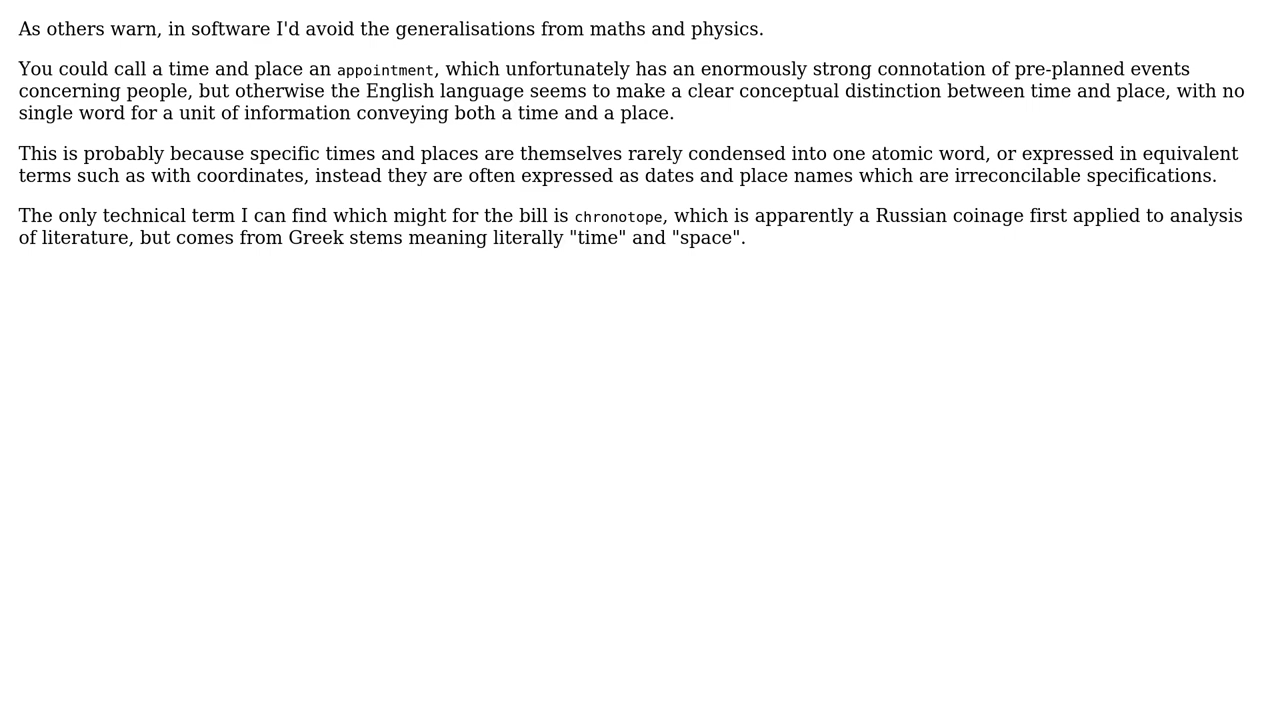 As others warn, in software I'd avoid the generalisations from maths and physics.
You could call a time and place an appointment, which unfortunately has an enormously strong connotation of pre-planned events
concerning people, but otherwise the English language seems to make a clear conceptual distinction between time and place, with no
single word for a unit of information conveying both a time and a place.
This is probably because specific times and places are themselves rarely condensed into one atomic word, or expressed in equivalent
terms such as with coordinates, instead they are often expressed as dates and place names which are irreconcilable specifications.
The only technical term I can find which might for the bill is chronotope, which is apparently a Russian coinage first applied to analysis
of literature, but comes from Greek stems meaning literally "time" and "space".